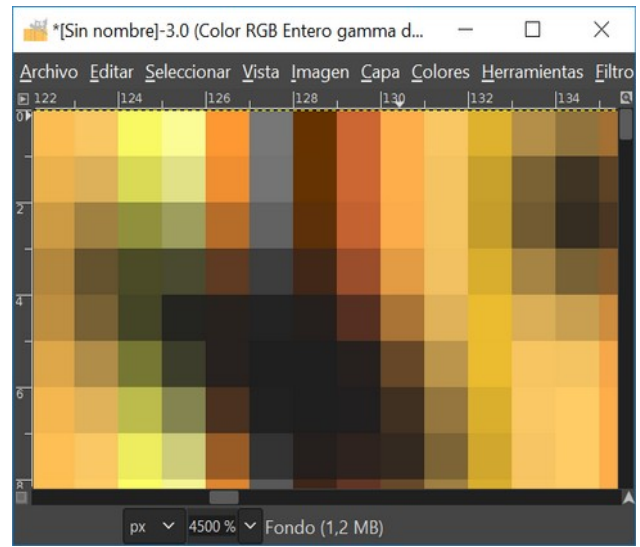 *[Sin nombre]-3.0 (Color RGB Entero gamma d...
Archivo Editar Seleccionar Vista Imagen Capa Colores Herramientas Filtro
122 124 126 128 130 132 134
0
2
4
6
8
px 4500 % Fondo (1,2 MB)